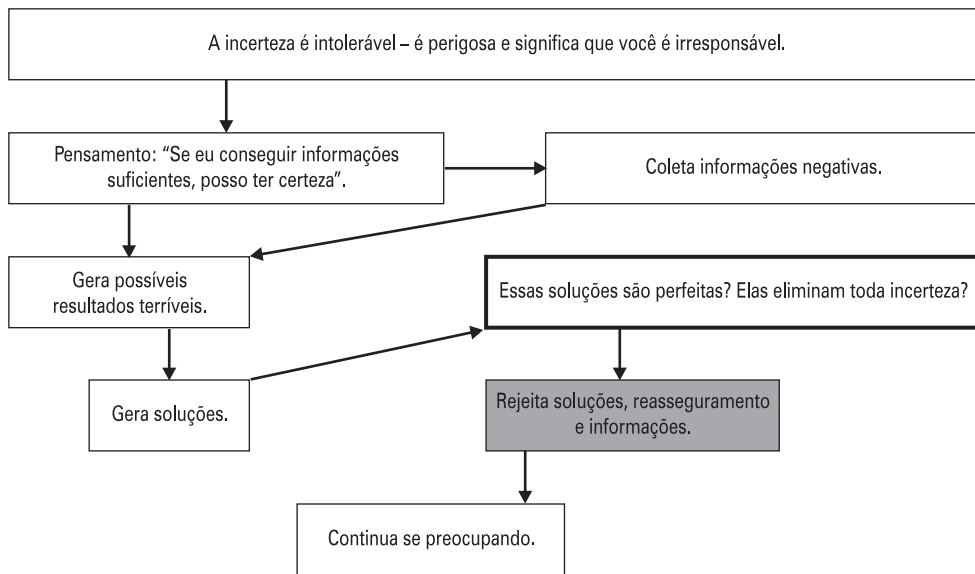 A incerteza é intolerável – é perigosa e significa que você é irresponsável.
Pensamento: “Se eu conseguir informações
suficientes, posso ter certeza”.
Coleta informações negativas.
Gera possíveis
resultados terríveis.
Essas soluções são perfeitas? Elas eliminam toda incerteza?
Gera soluções.
Rejeita soluções, reasseguramento
e informações.
Continua se preocupando.